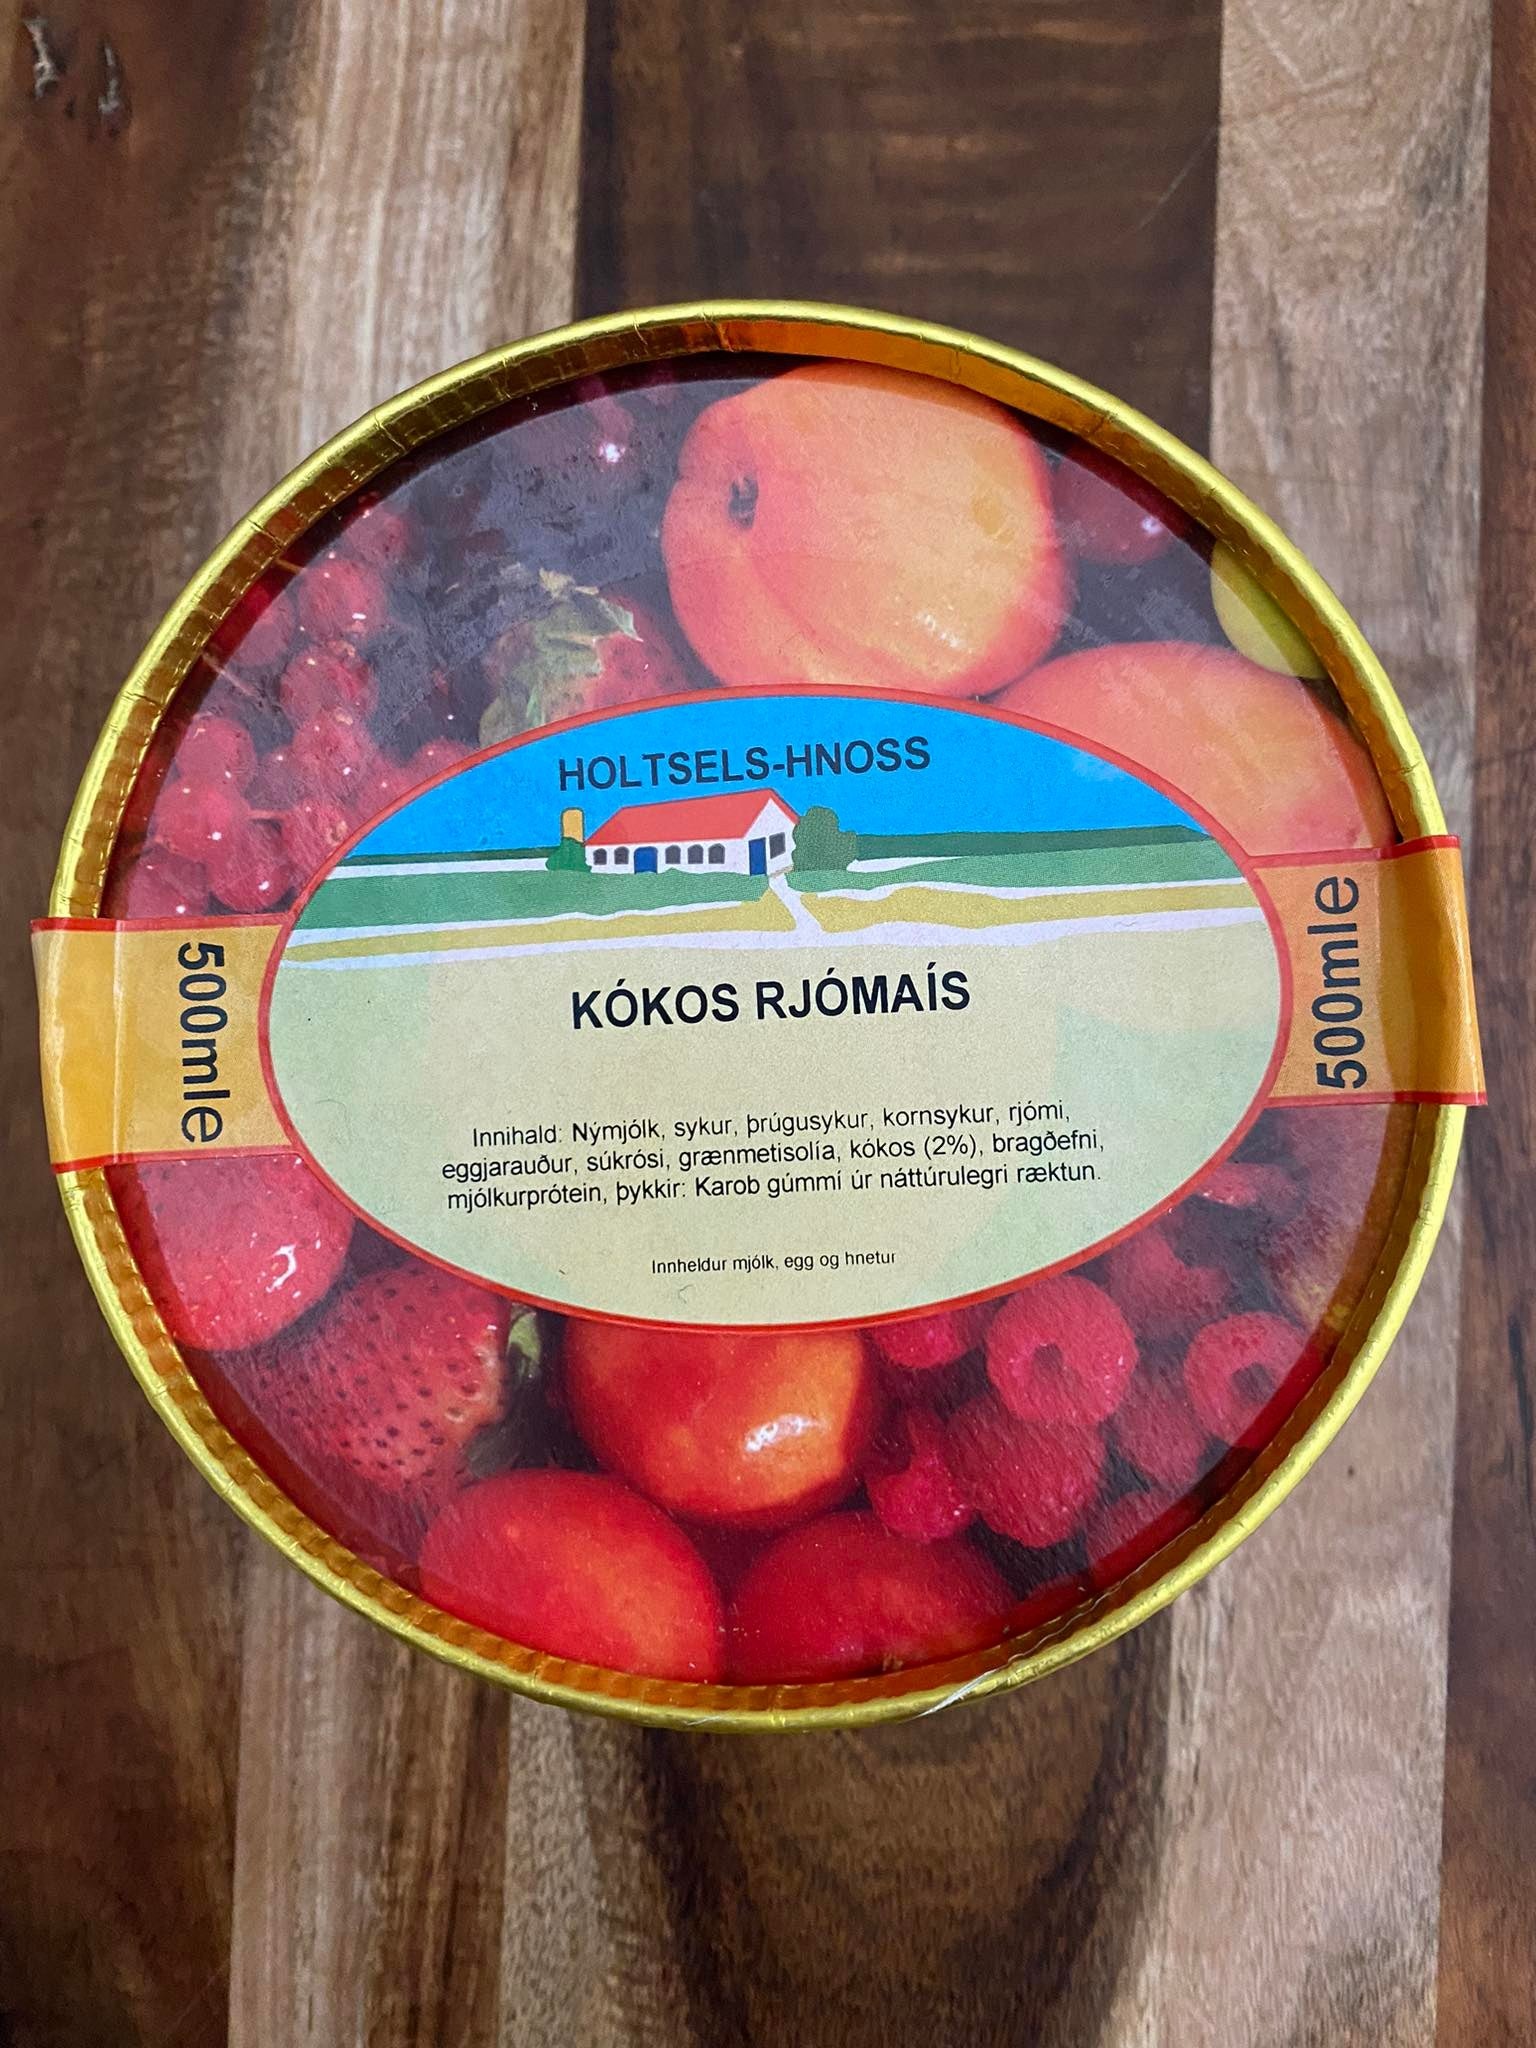 HOLTSELS-HNOSS
500mle
500mle
KÓKOS RJÓMAÍS
Innihald: Nýmjólk, sykur, þrúgusykur, kornsykur, rjómi,
eggjarauður, súkrósi, grænmetisolía, kókos (2%), bragðefni,
mjólkurprótein, þykkir: Karob gúmmí úr náttúrulegri ræktun.
Innheldur mjólk, egg og hnetur